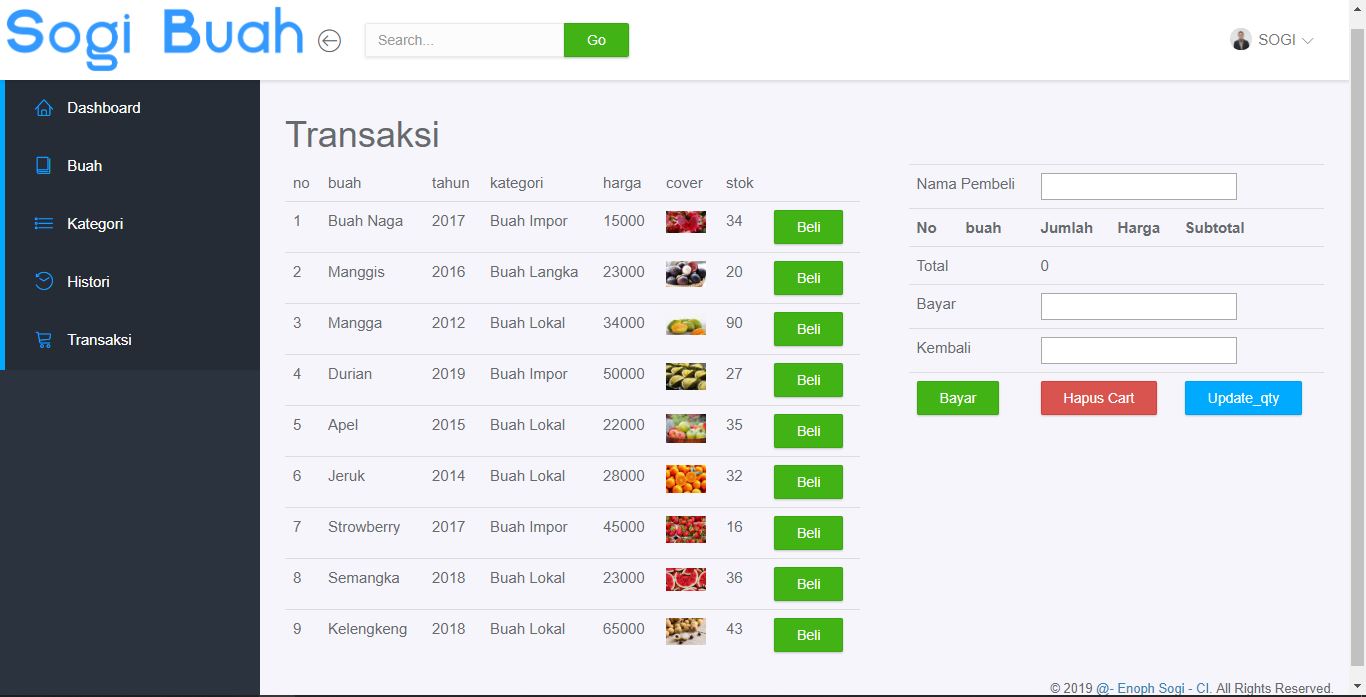 Sogi Buah
Search...
Go
SOGI
Dashboard
Buah
Kategori
Histori
Transaksi
Transaksi
no buah tahun kategori harga cover stok
1 Buah Naga 2017 Buah Impor 15000 34 Beli
2 Manggis 2016 Buah Langka 23000 20 Beli
3 Mangga 2012 Buah Lokal 34000 90 Beli
4 Durian 2019 Buah Impor 50000 27 Beli
5 Apel 2015 Buah Lokal 22000 35 Beli
6 Jeruk 2014 Buah Lokal 28000 32 Beli
7 Strowberry 2017 Buah Impor 45000 16 Beli
8 Semangka 2018 Buah Lokal 23000 36 Beli
9 Kelengkeng 2018 Buah Lokal 65000 43 Beli
Nama Pembeli
No buah Jumlah Harga Subtotal
Total 0
Bayar
Kembali
Bayar Hapus Cart Update_qty
© 2019 @- Enoph Sogi - CI. All Rights Reserved.